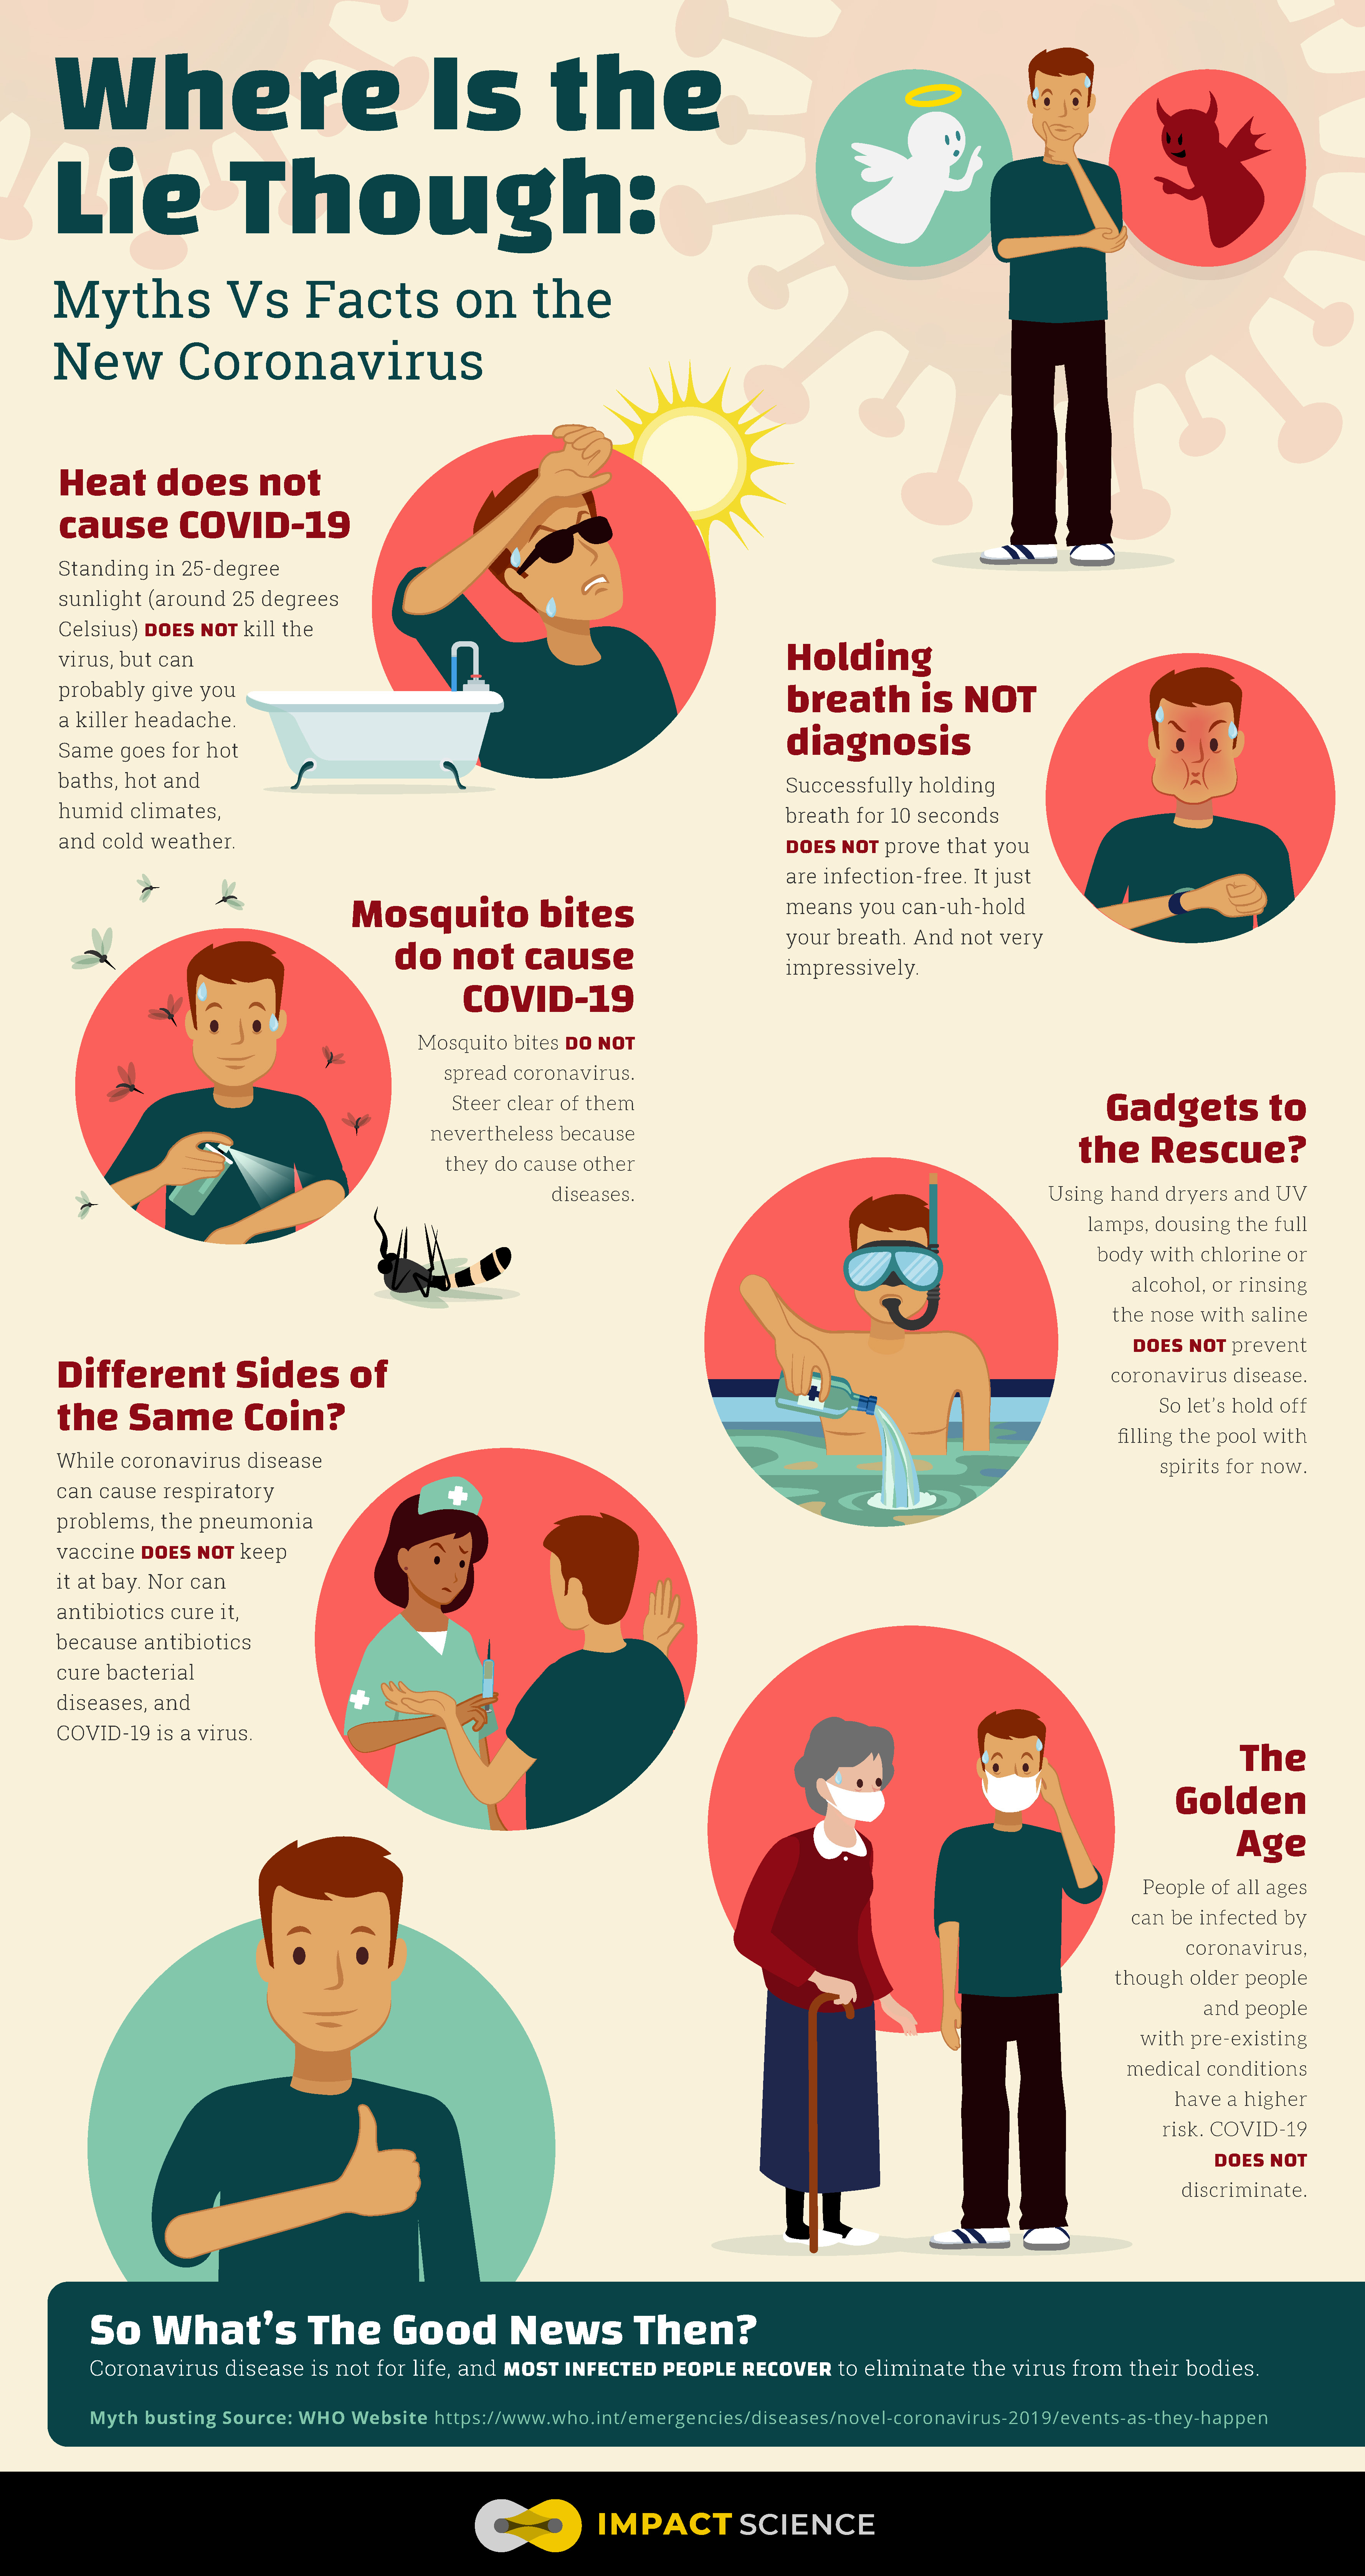 Where Is the
Lie Though:
Myths Vs Facts on the
New Coronavirus
Heat does not
cause COVID-19
Standing in 25-degree
sunlight (around 25 degrees
Celsius) DOES NOT kill the
virus, but can
probably give you
a killer headache.
Same goes for hot
baths, hot and
humid climates,
and cold weather.
Holding
breath is NOT
diagnosis
Successfully holding
breath for 10 seconds
DOES NOT prove that you
are infection-free. It just
means you can-uh-hold
your breath. And not very
impressively.
Mosquito bites
do not cause
COVID-19
Mosquito bites DO NOT
spread coronavirus.
Steer clear of them
nevertheless because
they do cause other
diseases.
Gadgets to
the Rescue?
Using hand dryers and UV
lamps, dousing the full
body with chlorine or
alcohol, or rinsing
the nose with saline
DOES NOT prevent
coronavirus disease.
So let's hold off
filling the pool with
spirits for now.
Different Sides of
the Same Coin?
While coronavirus disease
can cause respiratory
problems, the pneumonia
vaccine DOES NOT keep
it at bay. Nor can
antibiotics cure it,
because antibiotics
cure bacterial
diseases, and
COVID-19 is a virus.
The
Golden
Age
People of all ages
can be infected by
coronavirus,
though older people
and people
with pre-existing
medical conditions
have a higher
risk. COVID-19
DOES NOT
discriminate.
So What's The Good News Then?
Coronavirus disease is not for life, and MOST INFECTED PEOPLE RECOVER to eliminate the virus from their bodies.
Myth busting Source: WHO Website https://www.who.int/emergencies/diseases/novel-coronavirus-2019/events-as-they-happen
IMPACT SCIENCE